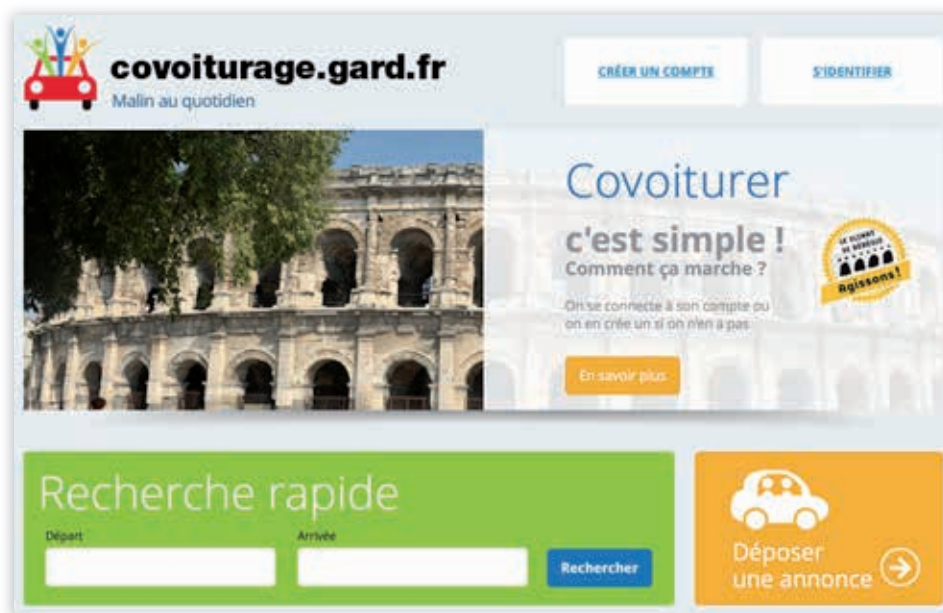 covoiturage.gard.fr
Malin au quotidien
CRÉER UN COMPTE
S'IDENTIFIER
Covoiturer
c'est simple !
Comment ça marche ?
On se connecte à son compte ou
on en crée un si on n'en a pas
En savoir plus
LE CLIMAT
Agissons !
Recherche rapide
Départ
Arrivée
Rechercher
Déposer
une annonce